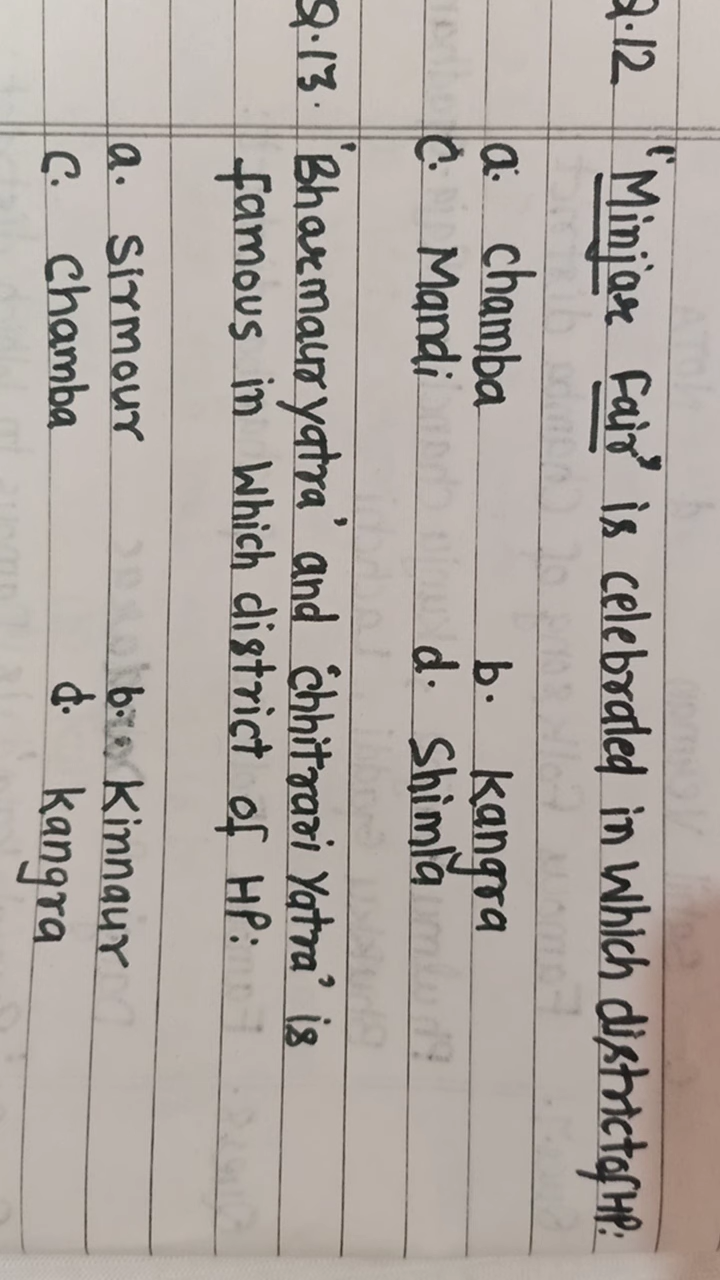 Q.12 "Minjar Fair" is celebraled in which district of HP:
a. chamba b. kangra
c. Mandi d. Shimla
Q.13. 'Bharmaur yatra' and chhitrari yatra' is
famous in which district of HP:
a. Sirmour b. Kinnaur
c. Chamba d. kangra